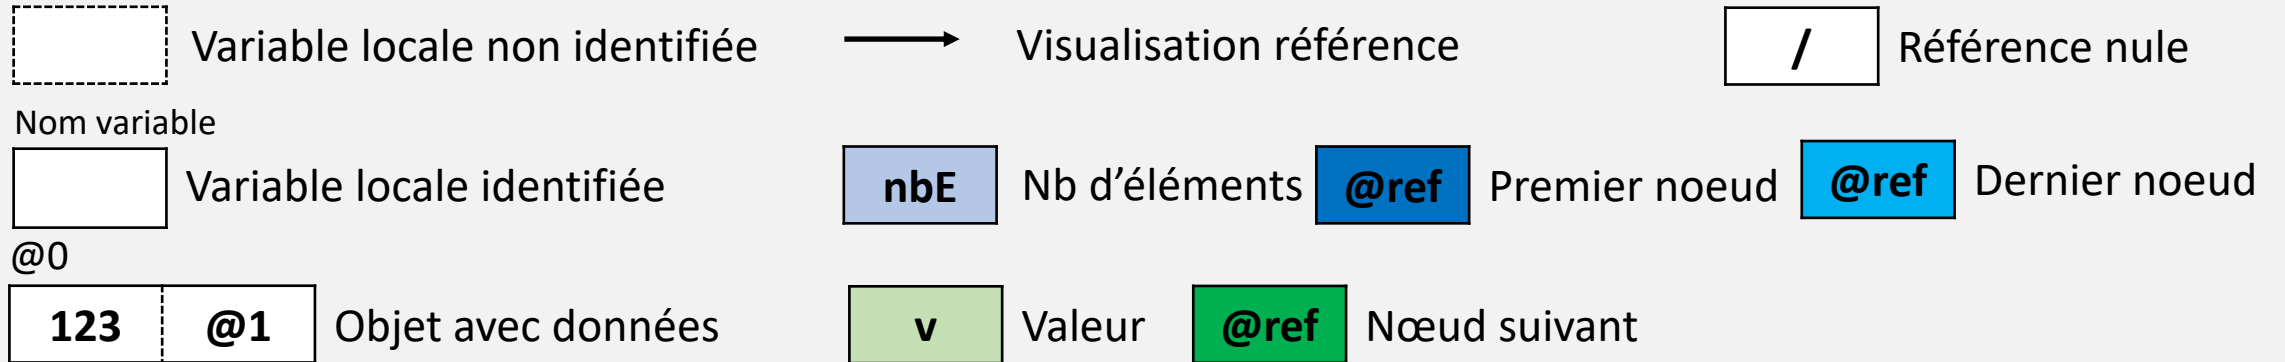 Variable locale non identifiée Visualisation référence / Référence nule
Nom variable
Variable locale identifiée nbE Nb d’éléments @ref Premier noeud @ref Dernier noeud
@0
123 @1 Objet avec données v Valeur @ref Nœud suivant